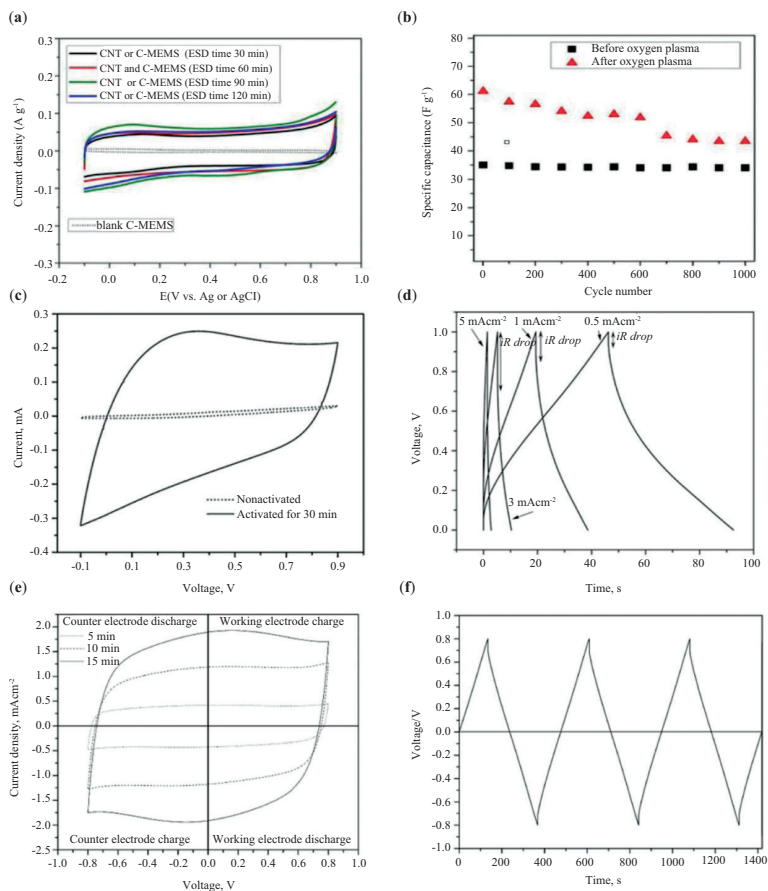 (a)
0.3
0.2
0.1
0.0
-0.1
-0.2
-0.3
Current density (A g-1)
CNT or C-MEMS (ESD time 30 min)
CNT and C-MEMS (ESD time 60 min)
CNT or C-MEMS (ESD time 90 min)
CNT or C-MEMS (ESD time 120 min)
blank C-MEMS
-0.2 0.0 0.2 0.4 0.6 0.8 1.0
E(V vs. Ag or AgCI)
(b)
80
70
60
50
40
30
20
10
Specific capacitance (F g-1)
Before oxygen plasma
After oxygen plasma
0 200 400 600 800 1000
Cycle number
(c)
0.3
0.2
0.1
0.0
-0.1
-0.2
-0.3
-0.4
Current, mA
Nonactivated
Activated for 30 min
-0.1 0.1 0.3 0.5 0.7 0.9
Voltage, V
(d)
5 mAcm-2 1 mAcm-2 0.5 mAcm-2
iR drop iR drop iR drop
3 mAcm-2
1.0
0.8
0.6
0.4
0.2
0.0
Voltage, V
0 20 40 60 80 100
Time, s
(e)
Counter electrode discharge Working electrode charge
5 min
10 min
15 min
2.0
1.5
1.0
0.5
0.0
-0.5
-1.0
-1.5
-2.0
-2.5
Current density, mAcm-2
Counter electrode charge Working electrode discharge
-1.0 -0.8 -0.6 -0.4 -0.2 0.0 0.2 0.4 0.6 0.8 1.0
Voltage, V
(f)
1.0
0.8
0.6
0.4
0.2
0.0
-0.2
-0.4
-0.6
-0.8
-1.0
Voltage/V
0 200 400 600 800 1000 1200 1400
Time, s